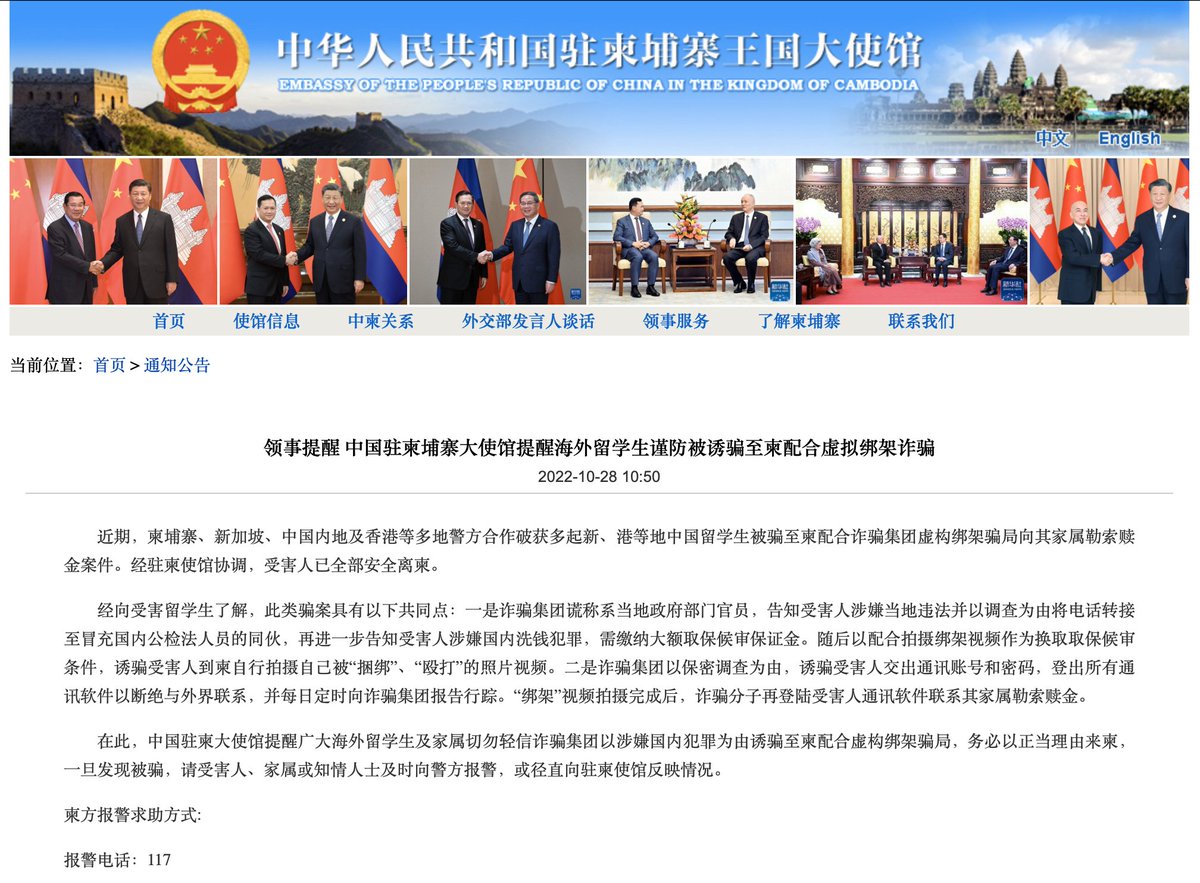 中华人民共和国驻柬埔寨王国大使馆
EMBASSY OF THE PEOPLE'S REPUBLIC OF CHINA IN THE KINGDOM OF CAMBODIA
中文 English
首页 使馆信息 中柬关系 外交部发言人谈话 领事服务 了解柬埔寨 联系我们
当前位置：首页 > 通知公告
领事提醒 中国驻柬埔寨大使馆提醒海外留学生谨防被诱骗至柬配合虚拟绑架诈骗
2022-10-28 10:50
近期，柬埔寨、新加坡、中国内地及香港等多地警方合作破获多起新、港等地中国留学生被骗至柬配合诈骗集团虚构绑架骗局向其家属勒索赎
金案件。经驻柬使馆协调，受害人已全部安全离柬。
经向受害留学生了解，此类骗案具有以下共同点：一是诈骗集团谎称系当地政府部门官员，告知受害人涉嫌当地违法并以调查为由将电话转接
至冒充国内公检法人员的同伙，再进一步告知受害人涉嫌国内洗钱犯罪，需缴纳大额取保候审保证金。随后以配合拍摄绑架视频作为换取取保候审
条件，诱骗受害人到柬自行拍摄自己被“捆绑”、“殴打”的照片视频。二是诈骗集团以保密调查为由，诱骗受害人交出通讯账号和密码，登出所有通
讯软件以断绝与外界联系，并每日定时向诈骗集团报告行踪。“绑架”视频拍摄完成后，诈骗分子再登陆受害人通讯软件联系其家属勒索赎金。
在此，中国驻柬大使馆提醒广大海外留学生及家属切勿轻信诈骗集团以涉嫌国内犯罪为由诱骗至柬配合虚构绑架骗局，务必以正当理由来柬，
一旦发现被骗，请受害人、家属或知情人士及时向警方报警，或径直向驻柬使馆反映情况。
柬方报警求助方式:
报警电话：117